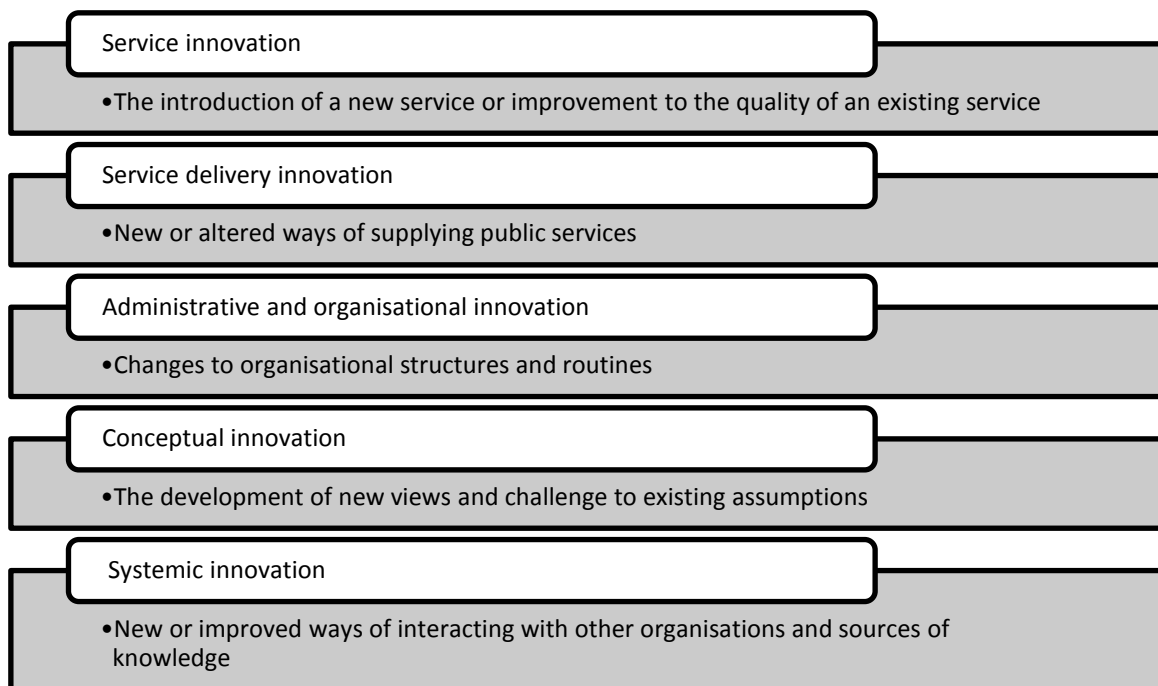 Service innovation
•The introduction of a new service or improvement to the quality of an existing service
Service delivery innovation
•New or altered ways of supplying public services
Administrative and organisational innovation
•Changes to organisational structures and routines
Conceptual innovation
•The development of new views and challenge to existing assumptions
Systemic innovation
•New or improved ways of interacting with other organisations and sources of
knowledge